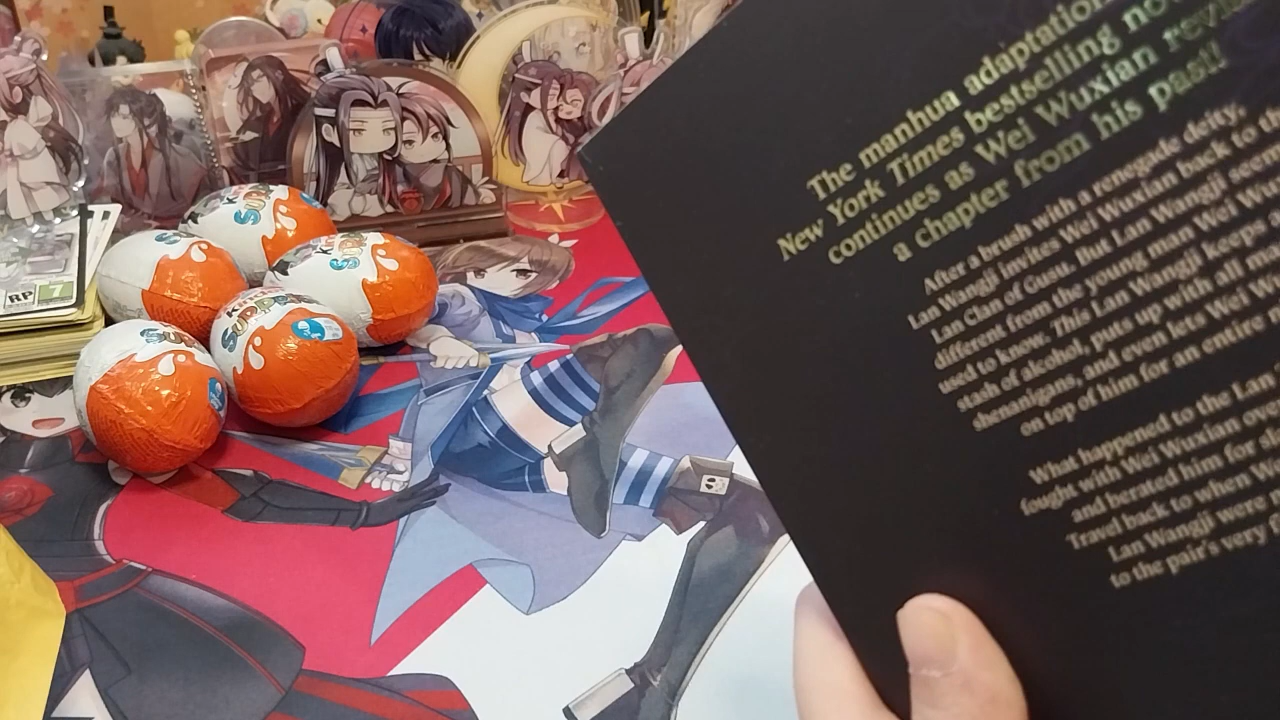 The manhua adaptation
New York Times bestselling
continues as Wei Wuxian
a chapter from his past!
After a brush with a renegade deity,
Lan Wangji invites Wei Wuxian back to the
Lan Clan of Gusu. But Lan Wangji
different from the young man Wei
used to know. This Lan Wangji keeps a
stash of alcohol, puts up with all
shenanigans, and even lets Wei
on top of him for an entire
What happened to the Lan
fought with Wei Wuxian over
and berated him for
Travel back to when
Lan Wangji were
to the pair's very
Kinder
Surprise
RP
7